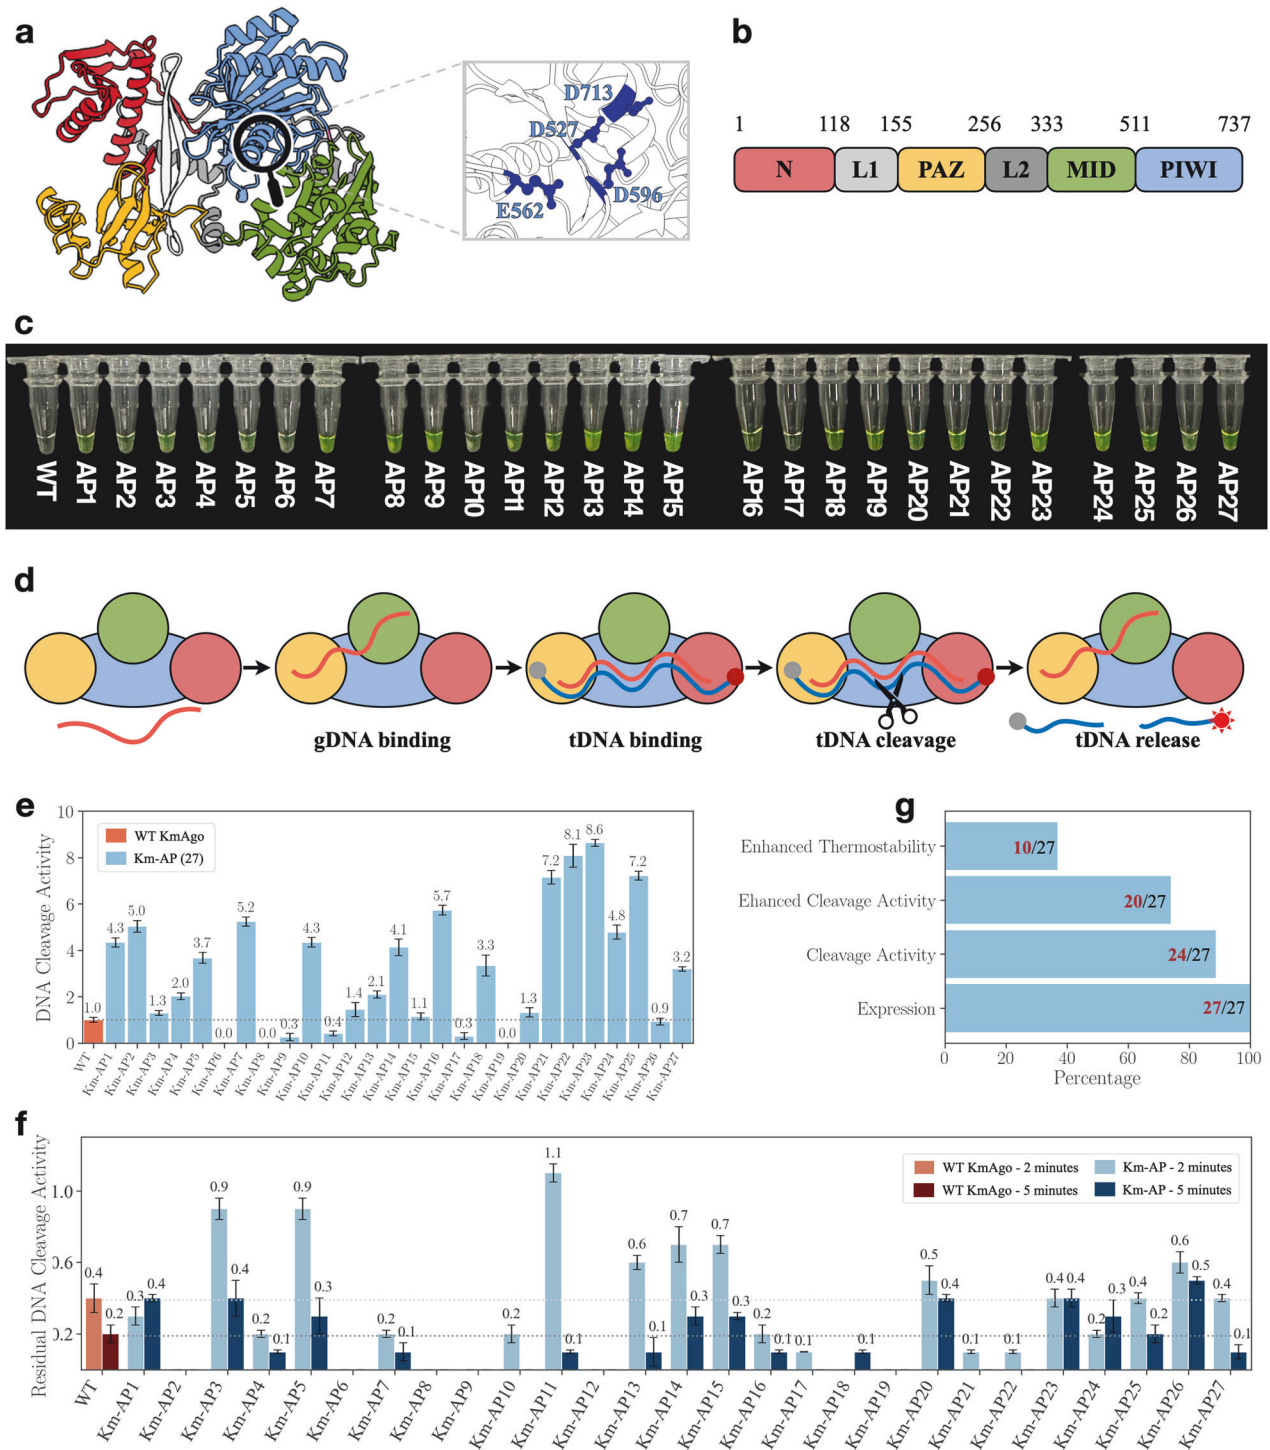 a
D713
D527
E562
D596
b
1 118 155 256 333 511 737
N L1 PAZ L2 MID PIWI
c
WT AP1 AP2 AP3 AP4 AP5 AP6 AP7 AP8 AP9 AP10 AP11 AP12 AP13 AP14 AP15 AP16 AP17 AP18 AP19 AP20 AP21 AP22 AP23 AP24 AP25 AP26 AP27
d
gDNA binding tDNA binding tDNA cleavage tDNA release
e
DNA Cleavage Activity
10
8
6
4
2
0
WT KmAgo
Km-AP (27)
1.0 4.3 5.0 1.3 2.0 3.7 0.0 5.2 0.0 0.3 4.3 0.4 1.4 2.1 4.1 1.1 5.7 0.3 3.3 0.0 1.3 7.2 8.1 8.6 4.8 7.2 0.9 3.2
WT Km-AP1 Km-AP2 Km-AP3 Km-AP4 Km-AP5 Km-AP6 Km-AP7 Km-AP8 Km-AP9 Km-AP10 Km-AP11 Km-AP12 Km-AP13 Km-AP14 Km-AP15 Km-AP16 Km-AP17 Km-AP18 Km-AP19 Km-AP20 Km-AP21 Km-AP22 Km-AP23 Km-AP24 Km-AP25 Km-AP26 Km-AP27
g
Enhanced Thermostability 10/27
Ehanced Cleavage Activity 20/27
Cleavage Activity 24/27
Expression 27/27
0 20 40 60 80 100
Percentage
f
Residual DNA Cleavage Activity
1.0
0.6
0.2
WT KmAgo - 2 minutes
WT KmAgo - 5 minutes
Km-AP - 2 minutes
Km-AP - 5 minutes
0.4 0.2 0.3 0.4 0.9 0.4 0.2 0.1 0.9 0.3 0.2 0.1 0.2 1.1 0.1 0.6 0.1 0.7 0.3 0.7 0.3 0.2 0.1 0.1 0.1 0.5 0.4 0.1 0.1 0.4 0.4 0.2 0.3 0.4 0.2 0.6 0.5 0.4 0.1
WT Km-AP1 Km-AP2 Km-AP3 Km-AP4 Km-AP5 Km-AP6 Km-AP7 Km-AP8 Km-AP9 Km-AP10 Km-AP11 Km-AP12 Km-AP13 Km-AP14 Km-AP15 Km-AP16 Km-AP17 Km-AP18 Km-AP19 Km-AP20 Km-AP21 Km-AP22 Km-AP23 Km-AP24 Km-AP25 Km-AP26 Km-AP27